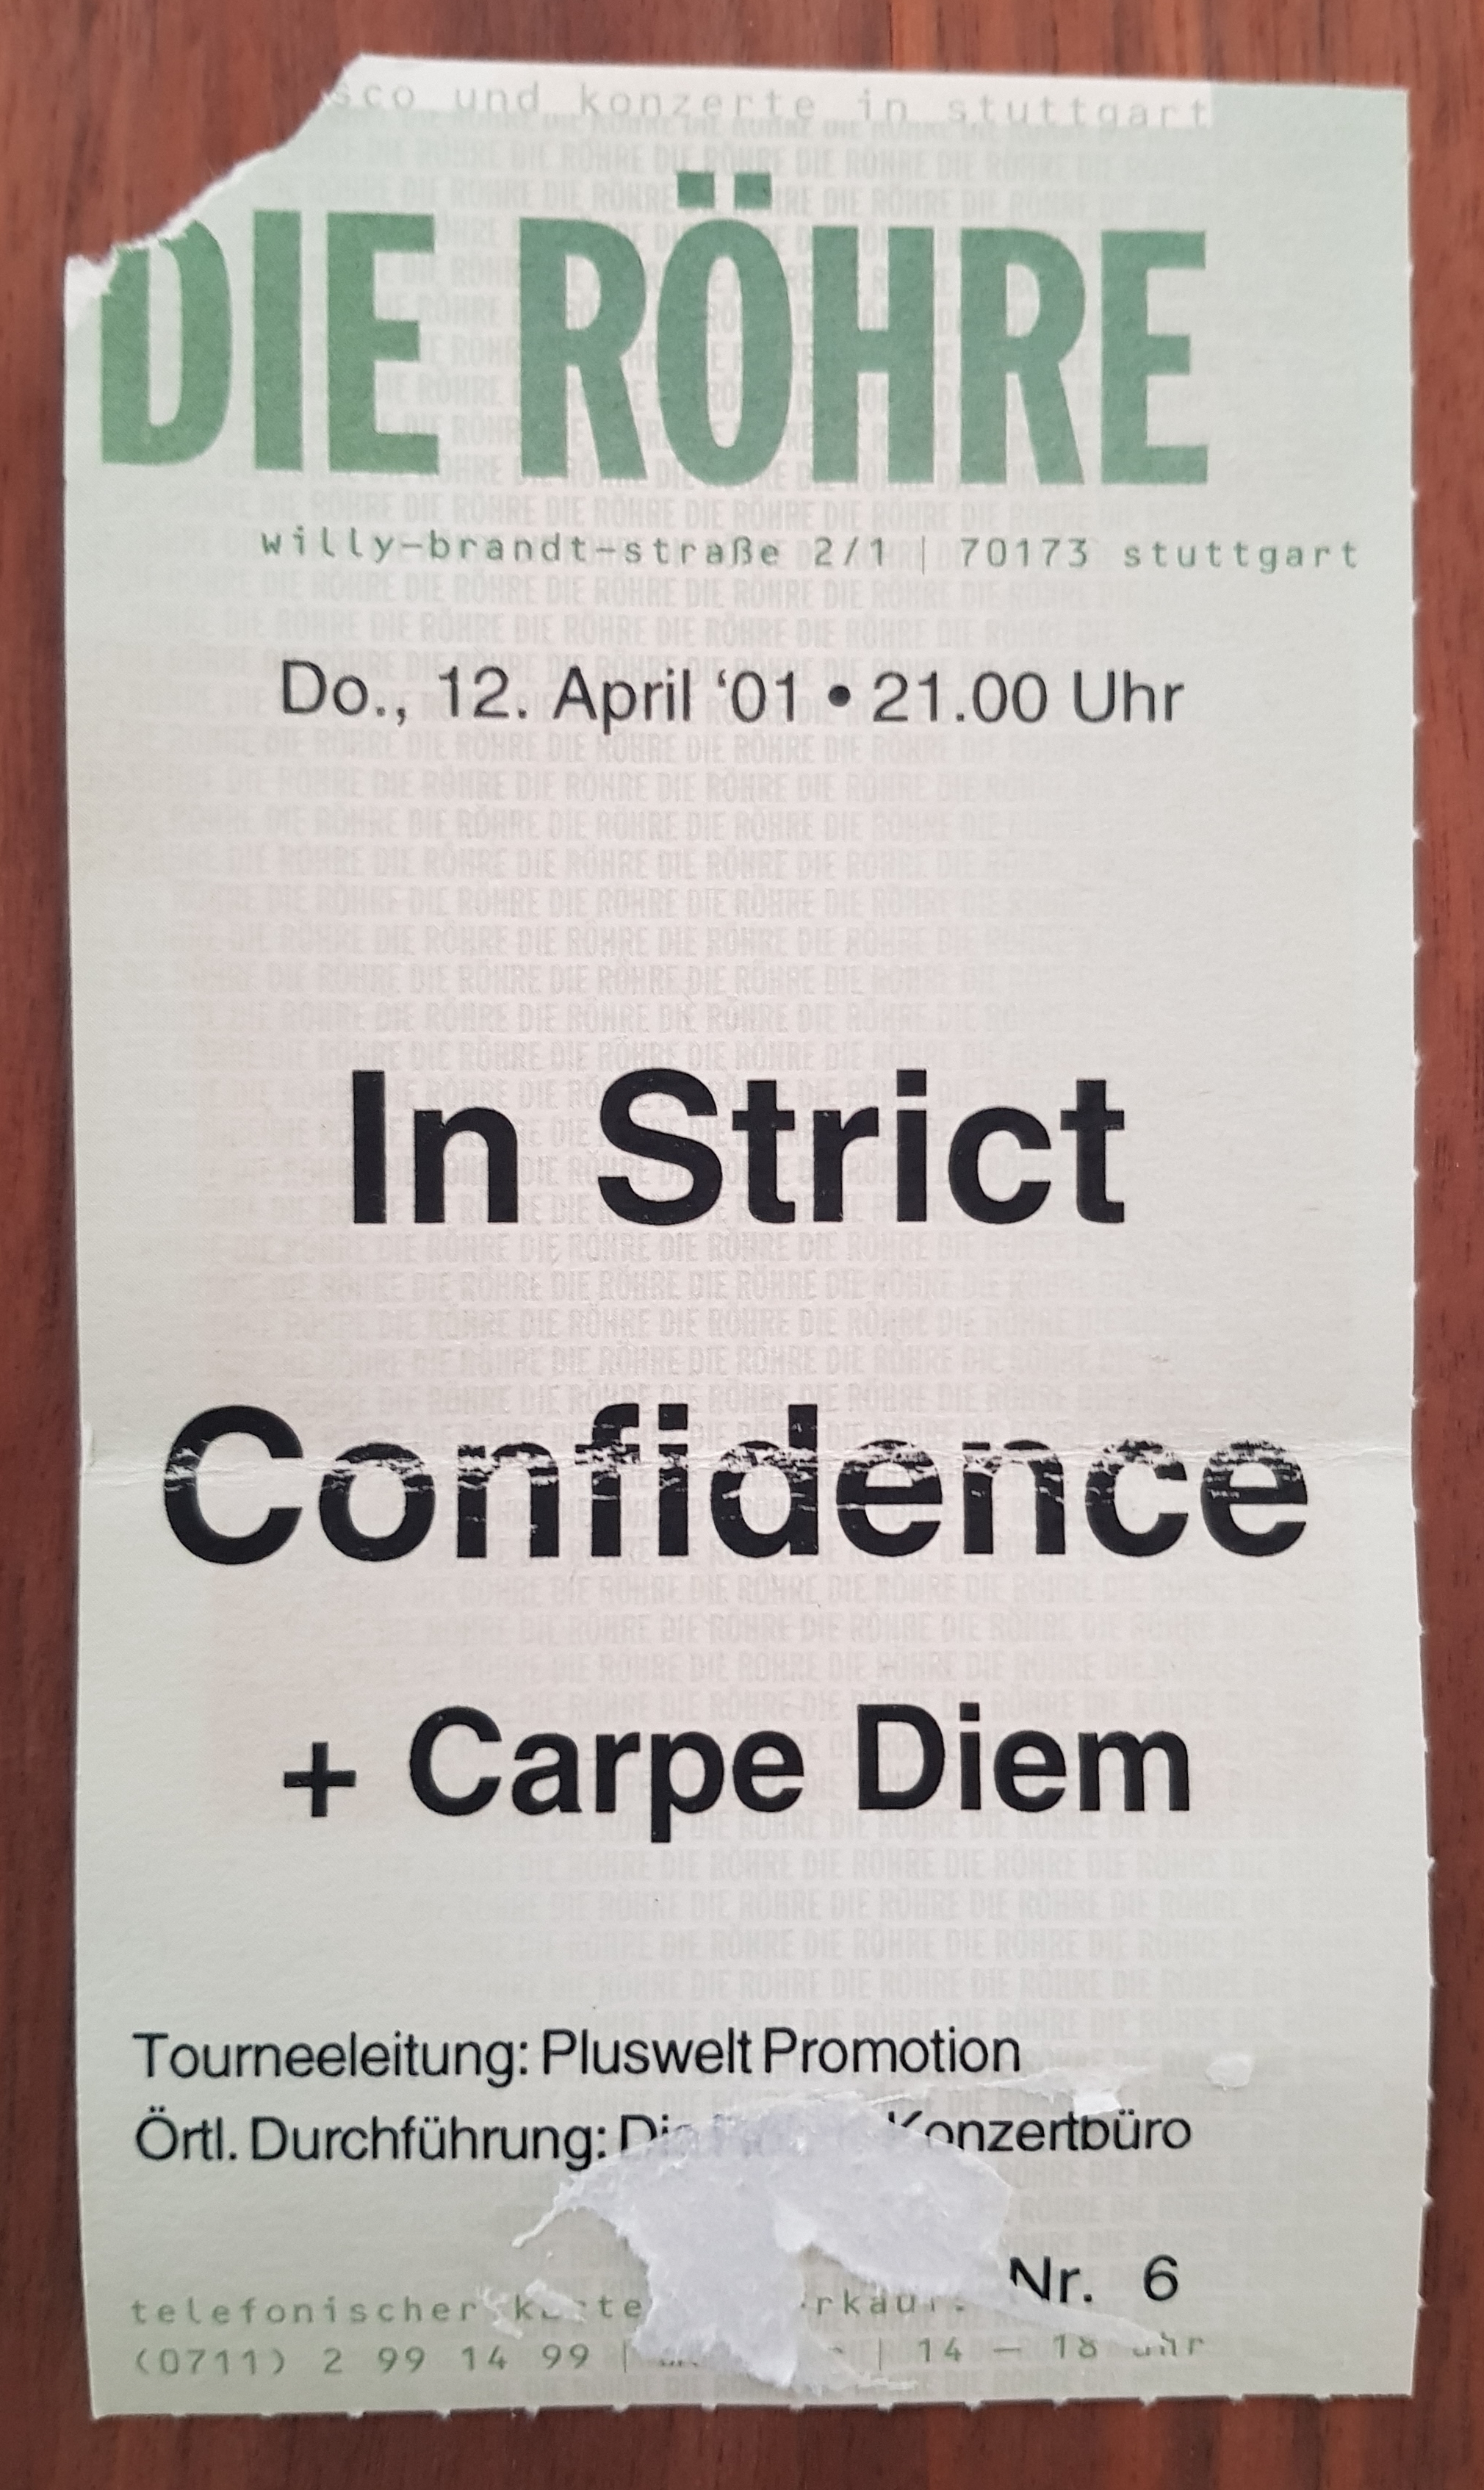 sco und konzerte in stuttgart
DIE RÖHRE
willy-brandt-straße 2/1 | 70173 stuttgart
Do., 12. April ‘01 • 21.00 Uhr
In Strict
Confidence
+ Carpe Diem
Tourneeleitung: Pluswelt Promotion
Örtl. Durchführung: Konzertbüro
Nr. 6
telefonischer
(0711) 2 99 14 99 | | 14 – 18 uhr